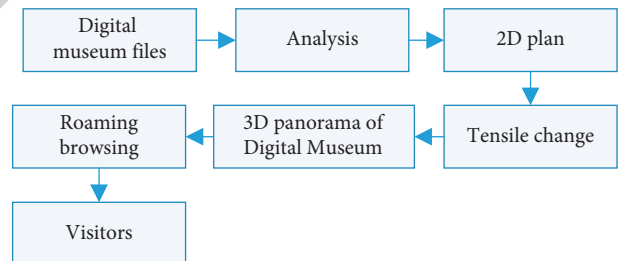 Digital
museum files
Analysis
2D plan
Roaming
browsing
3D panorama of
Digital Museum
Tensile change
Visitors